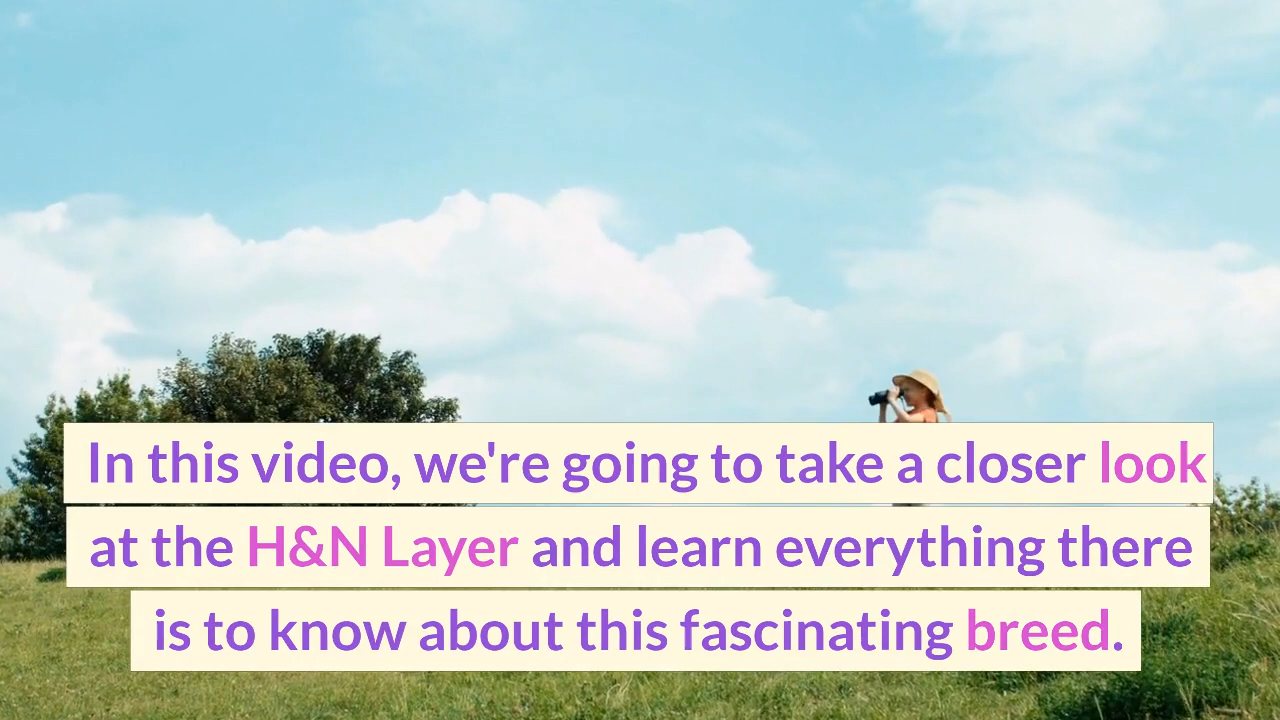 In this video, we're going to take a closer look
at the H&N Layer and learn everything there
is to know about this fascinating breed.